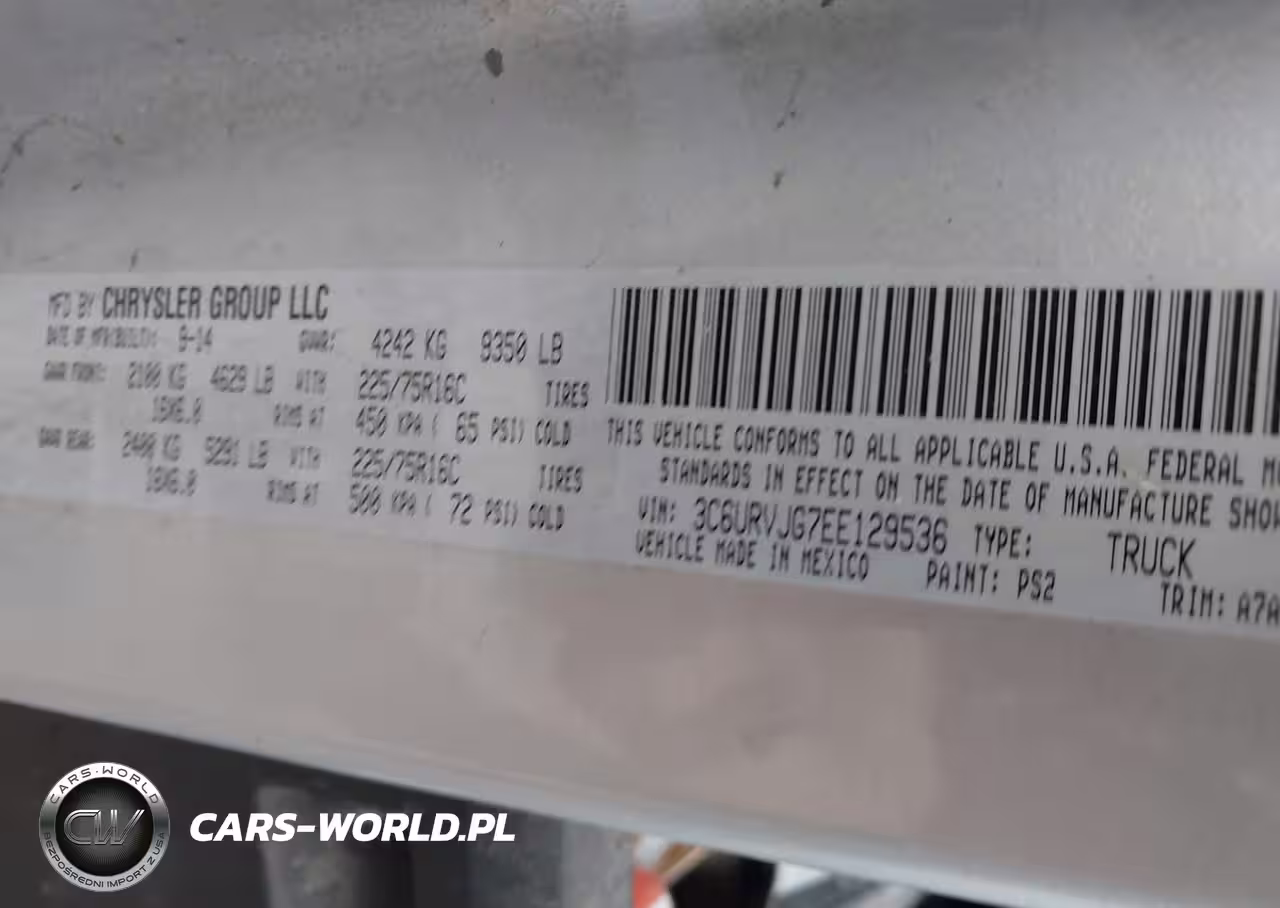 MFD BY CHRYSLER GROUP LLC
DATE OF MFR(BUILT): 9-14 GVWR: 4242 KG 9350 LB
GAWR FRONT: 2100 KG 4629 LB WITH 225/75R16C TIRES
16X6.0 RIMS AT 450 KPA ( 65 PSI) COLD
GAWR REAR: 2400 KG 5291 LB WITH 225/75R16C TIRES
16X6.0 RIMS AT 500 KPA ( 72 PSI) COLD
THIS VEHICLE CONFORMS TO ALL APPLICABLE U.S.A. FEDERAL
STANDARDS IN EFFECT ON THE DATE OF MANUFACTURE
VIN: 3C6URVJG7EE129536 TYPE: TRUCK
VEHICLE MADE IN MEXICO PAINT: PS2 TRIM: A7A
CARS-WORLD
CW
BEZPOŚREDNI IMPORT Z USA
CARS-WORLD.PL